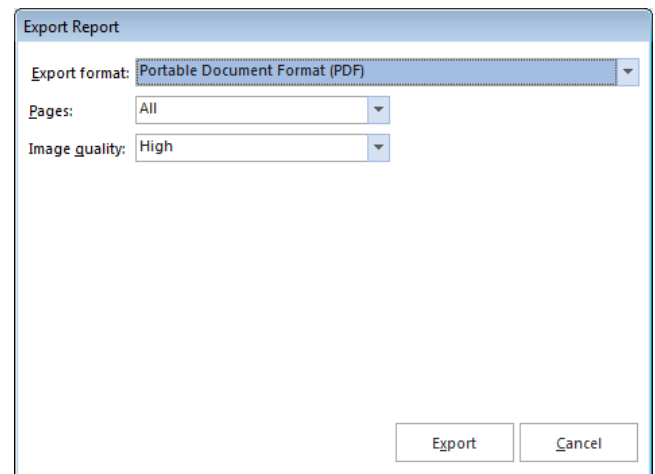 Export Report
Export format: Portable Document Format (PDF)
Pages: All
Image quality: High
Export Cancel